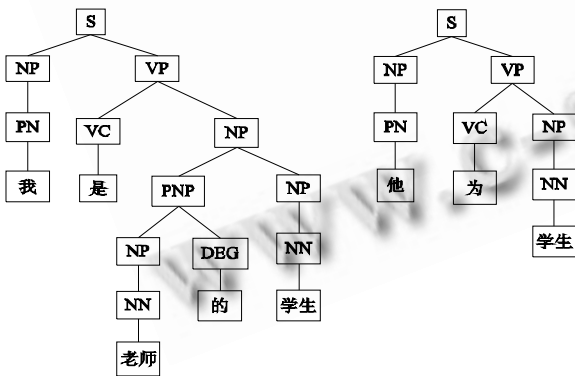 S S
NP VP NP VP
PN VC NP PN VC NP
我 是 PNP NP 他 为 NN
NP DEG NN 学生
NN 的 学生
老师
www.c-